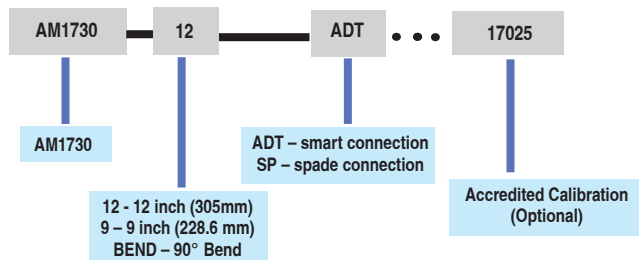 AM1730
12
ADT
17025
AM1730
ADT – smart connection
SP – spade connection
12 - 12 inch (305mm)
9 – 9 inch (228.6 mm)
BEND – 90° Bend
Accredited Calibration
(Optional)